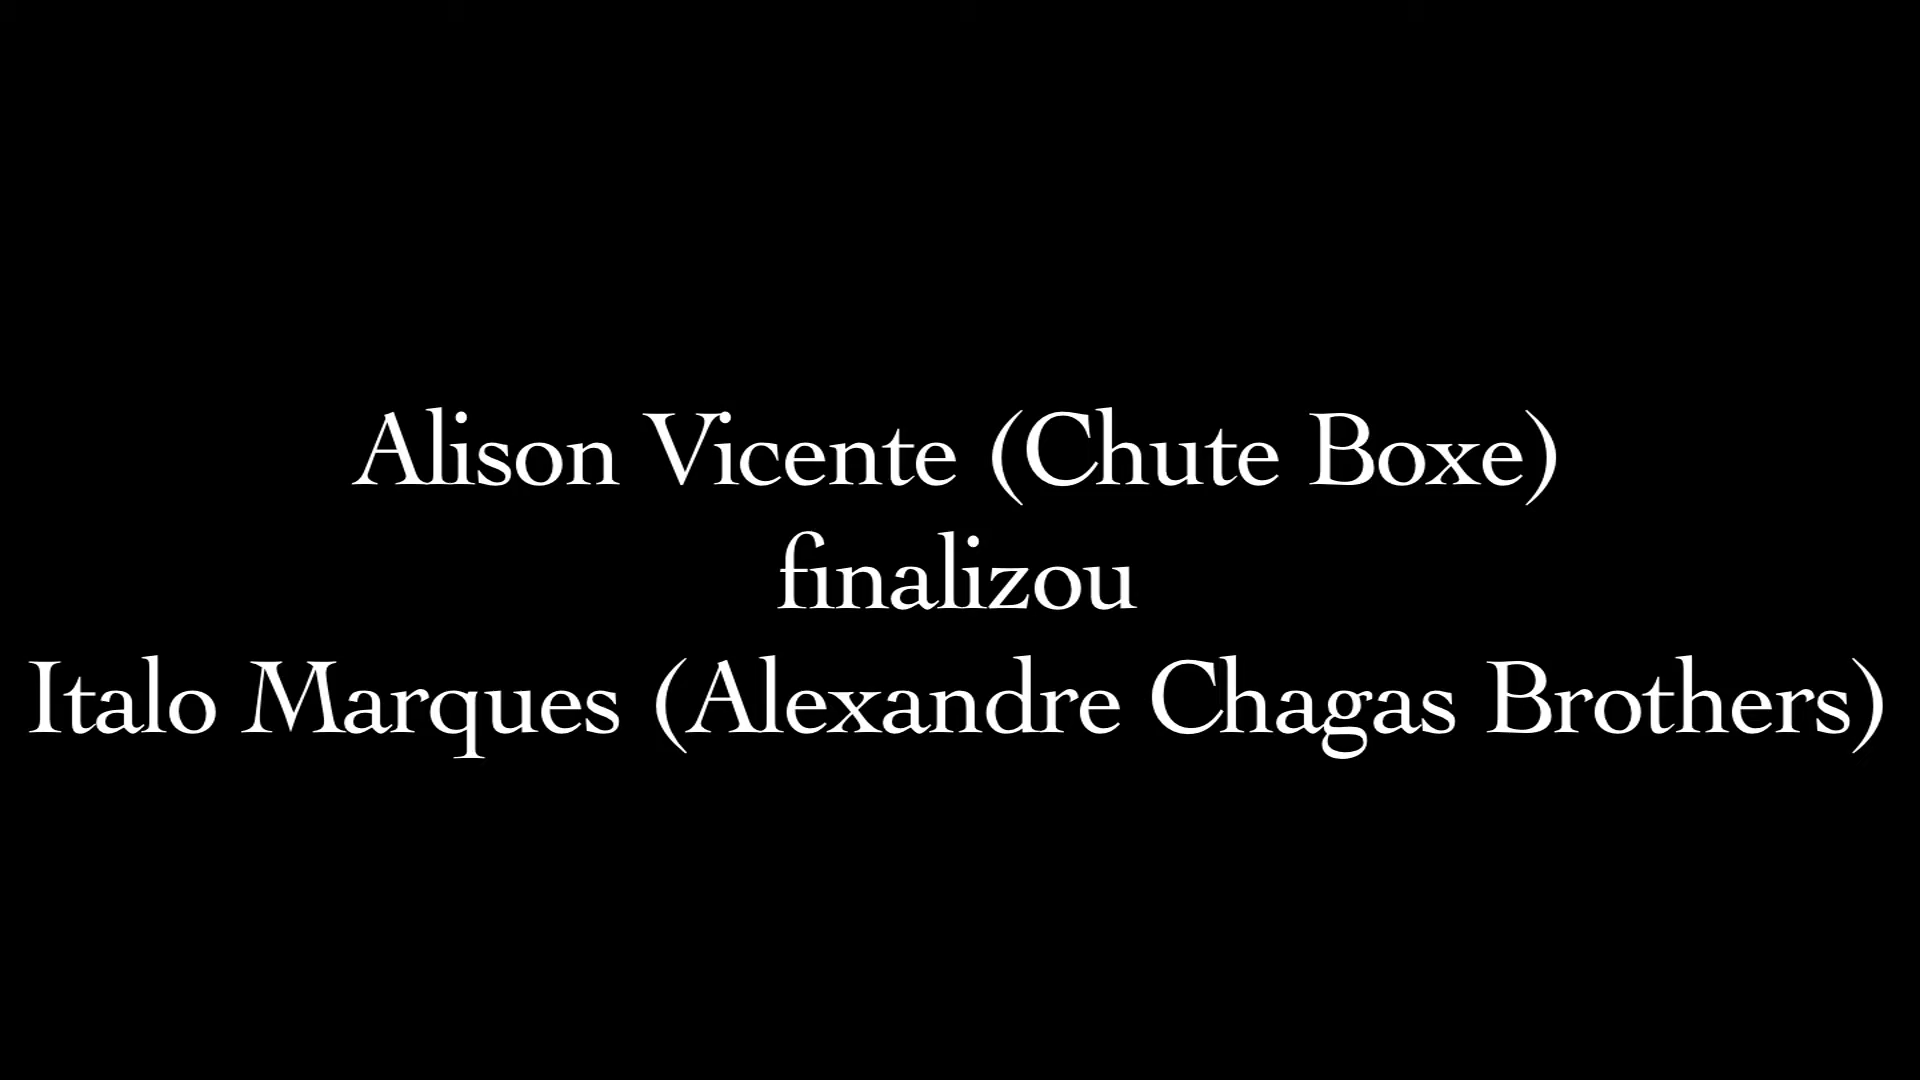 Alison Vicente (Chute Boxe)
finalizou
Italo Marques (Alexandre Chagas Brothers)